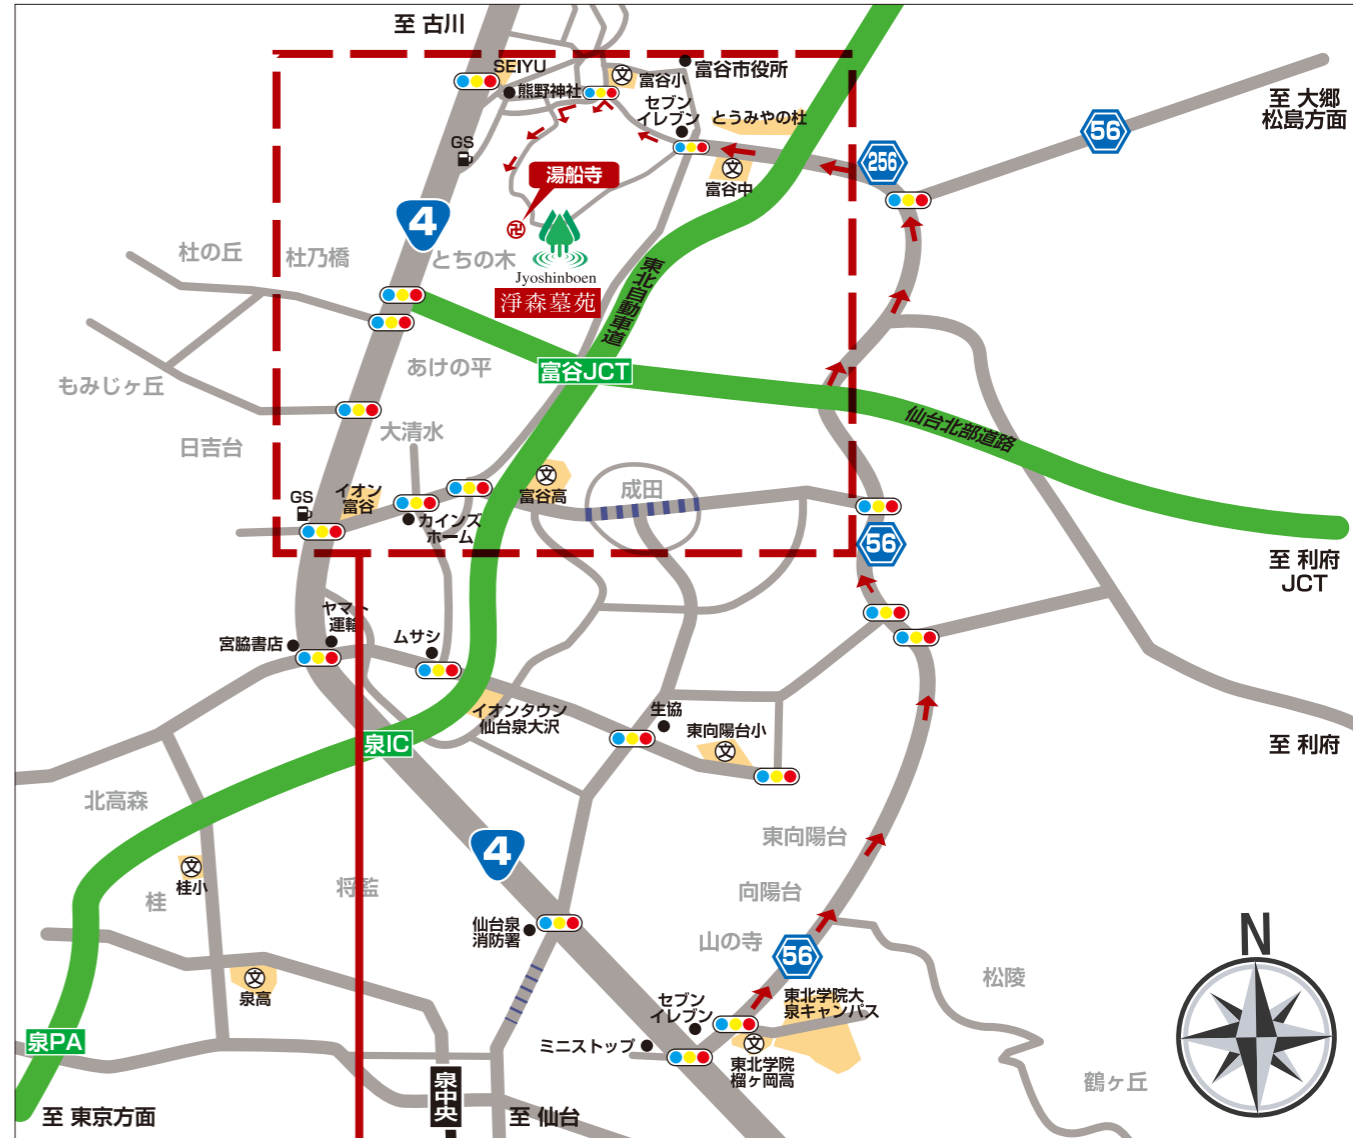 至 古川
SEIYU
熊野神社
文
富谷小
富谷市役所
セブン
イレブン
とうみやの杜
至 大郷
松島方面
56
256
GS
文
富谷中
湯船寺
卍
4
杜の丘
杜乃橋
とちの木
Jyoshinboen
淨森墓苑
東北自動車道
あけの平
富谷JCT
もみじヶ丘
仙台北部道路
日吉台
大清水
GS
イオン
富谷
文
富谷高
成田
カインズ
ホーム
56
至 利府
JCT
ヤマト
運輸
宮脇書店
ムサシ
イオンタウン
仙台泉大沢
生協
東向陽台小
文
泉IC
至 利府
北高森
東向陽台
4
文
桂小
桂
将監
向陽台
仙台泉
消防署
山の寺
56
N
文
泉高
松陵
セブン
イレブン
東北学院大
泉キャンパス
泉PA
ミニストップ
文
東北学院
榴ヶ岡高
泉中央
鶴ヶ丘
至 東京方面
至 仙台